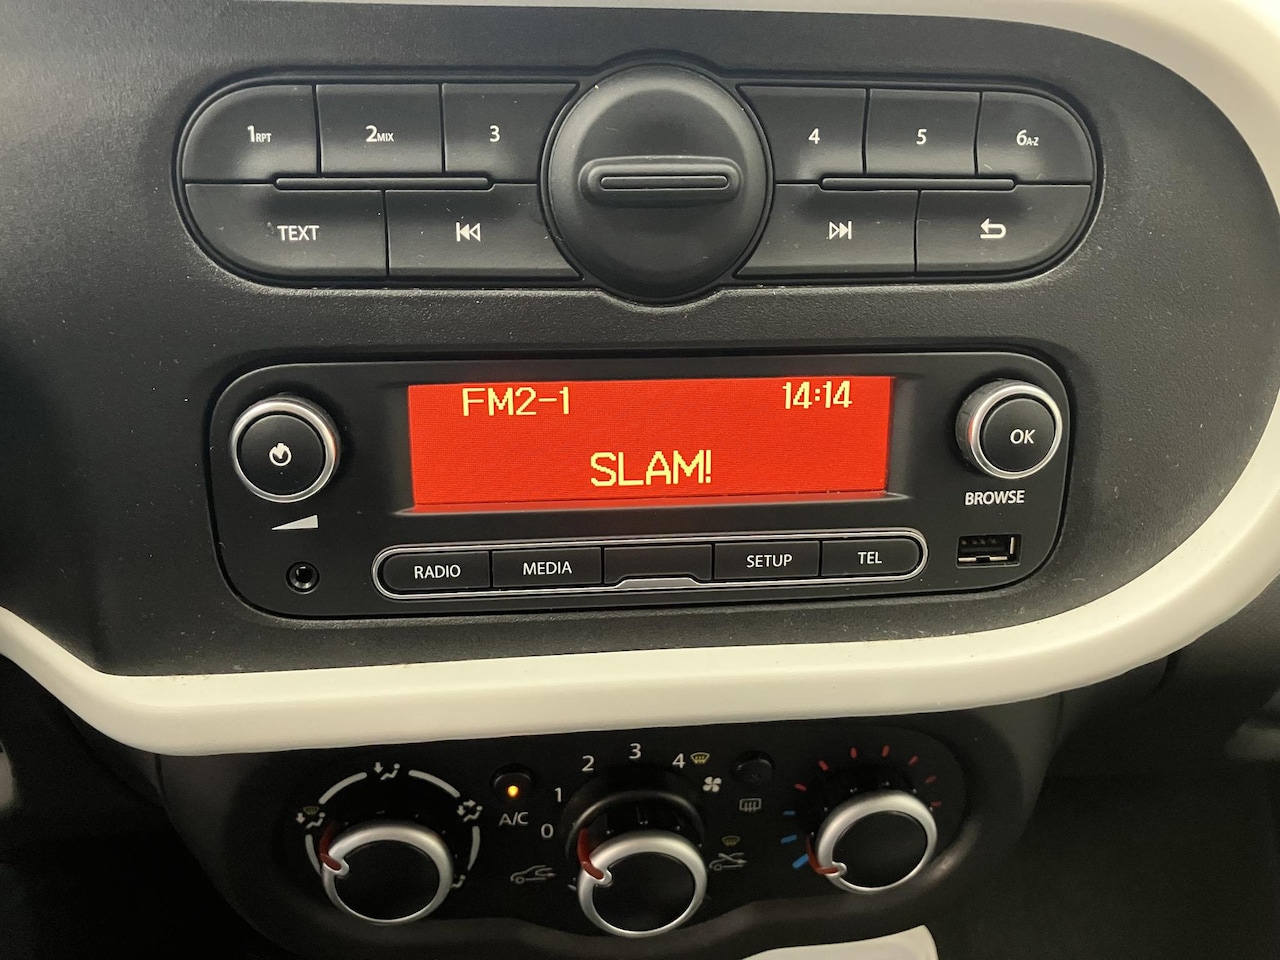 1RPT 2MIX 3 4 5 6A-Z
TEXT
FM2-1 14:14
SLAM!
OK
BROWSE
RADIO MEDIA SETUP TEL
A/C 0 1 2 3 4